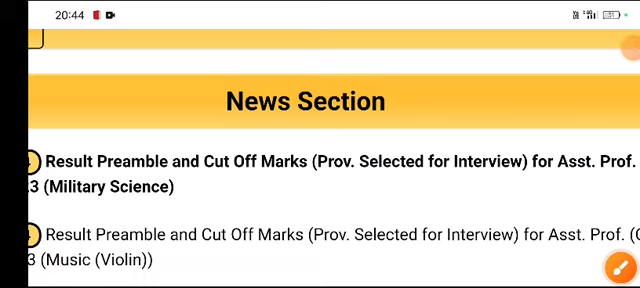 20:44
News Section
Result Preamble and Cut Off Marks (Prov. Selected for Interview) for Asst. Prof.
3 (Military Science)
Result Preamble and Cut Off Marks (Prov. Selected for Interview) for Asst. Prof. (
3 (Music (Violin))